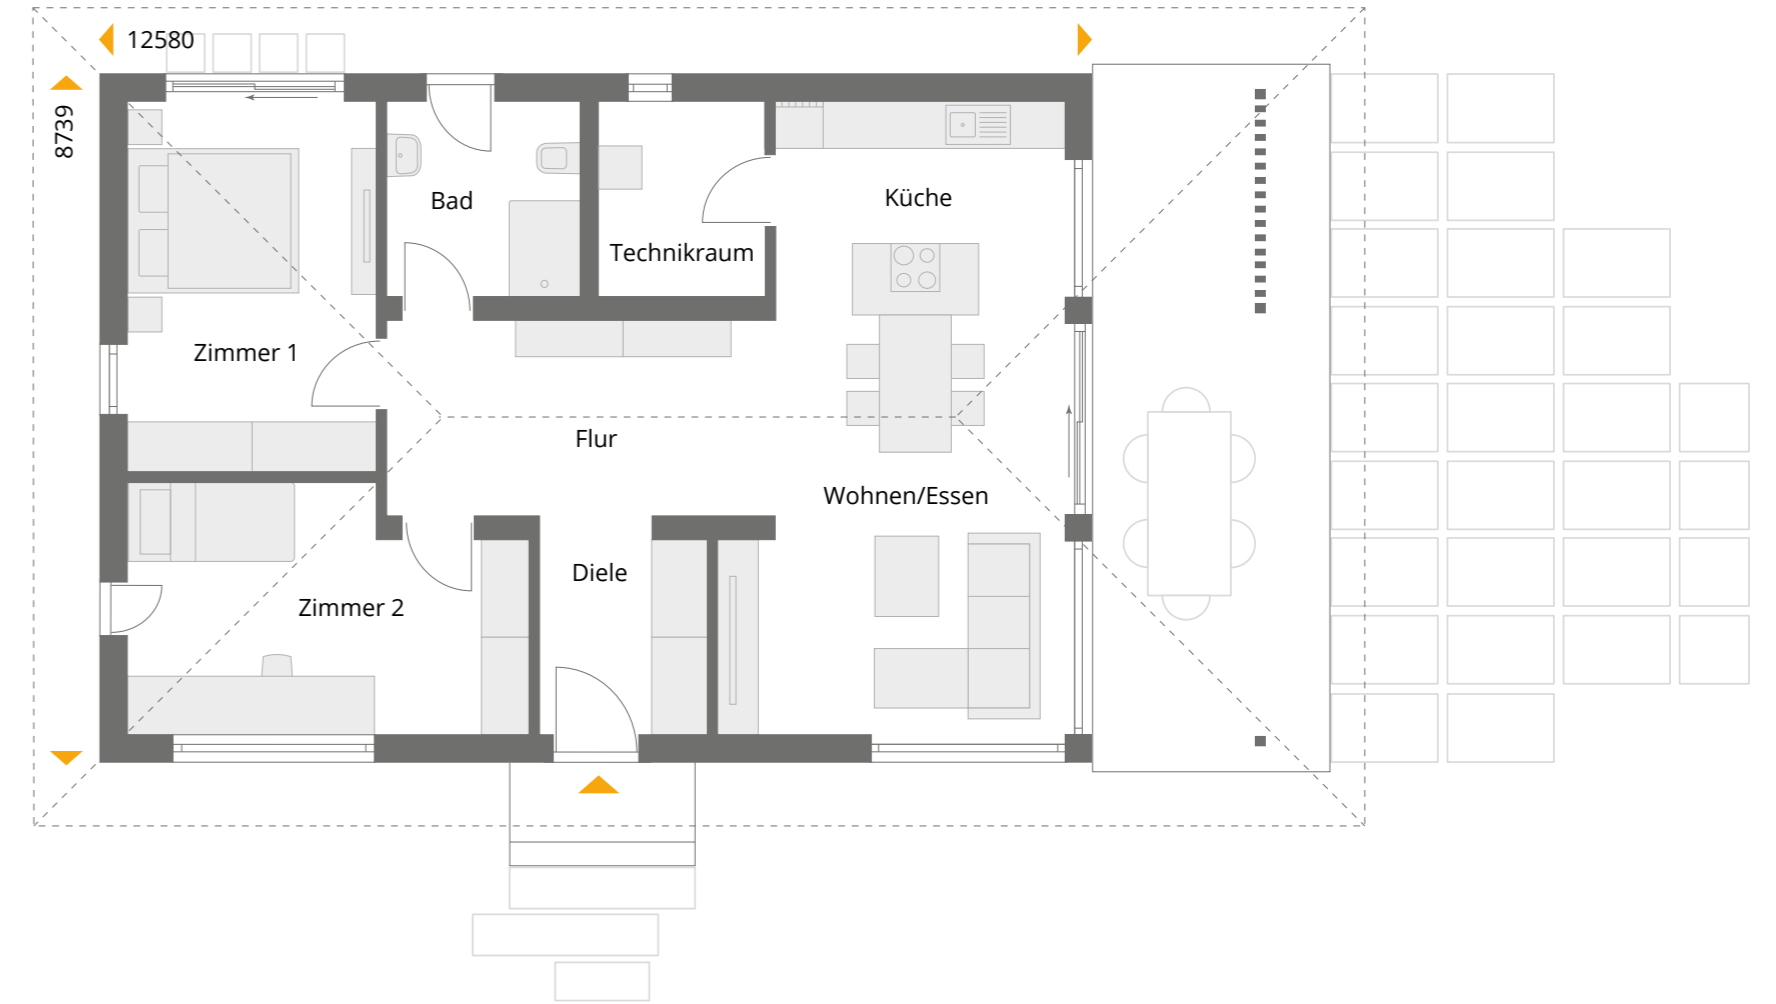 12580
8739
Bad
Küche
Technikraum
Zimmer 1
Flur
Wohnen/Essen
Diele
Zimmer 2